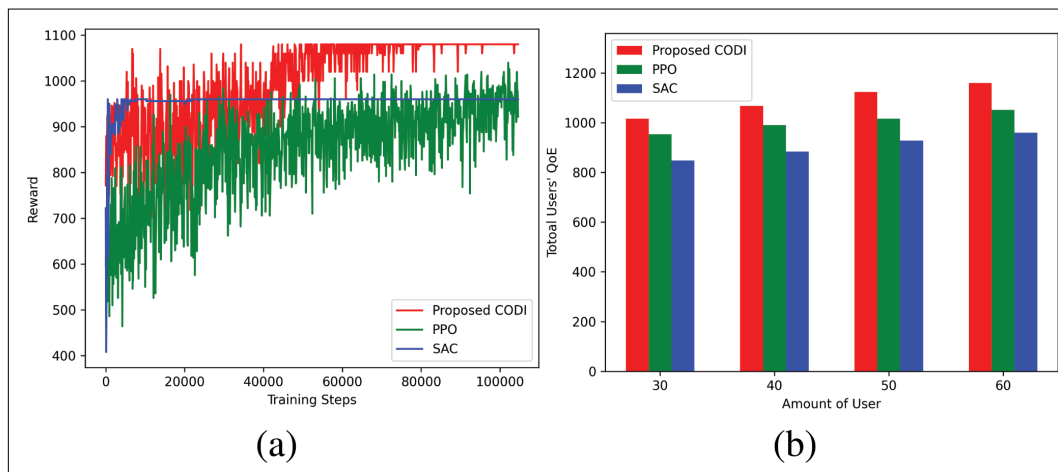 1100
1000
900
800
700
600
500
400
Reward
0
20000
40000
60000
80000
100000
Training Steps
Proposed CODI
PPO
SAC
(a)
Proposed CODI
PPO
SAC
1200
1000
800
600
400
200
0
Totoal Users' QoE
30
40
50
60
Amount of User
(b)